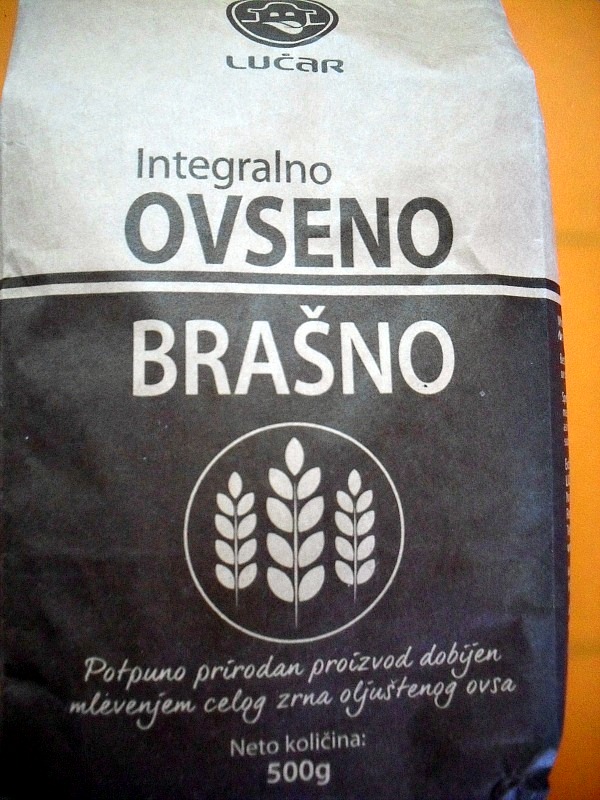 LUČAR
Integralno
OVSENO
BRAŠNO
Potpuno prirodan proizvod dobijen
mlevenjem celog zrna oljuštenog ovsa
Neto količina:
500g